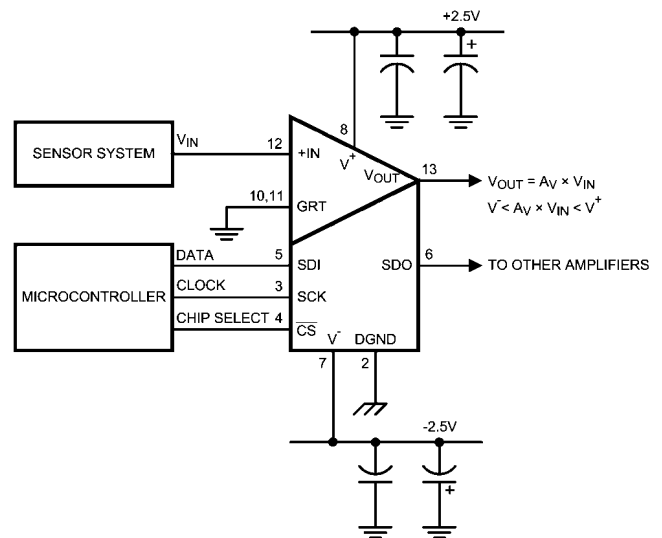 +2.5V
+
8
V+
SENSOR SYSTEM
VIN
12
+IN
VOUT
13
VOUT = AV × VIN
V-< AV × VIN < V+
10,11
GRT
MICROCONTROLLER
DATA
5
SDI
SDO
6
TO OTHER AMPLIFIERS
CLOCK
3
SCK
CHIP SELECT
4
CS
V-
DGND
7
2
-2.5V
+